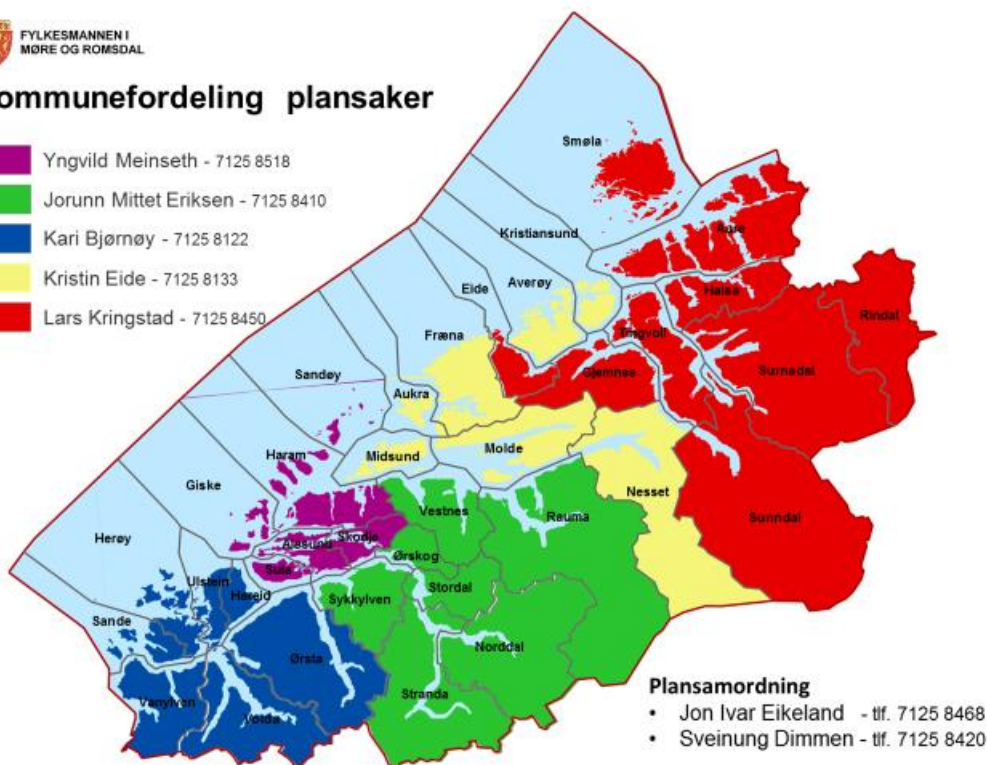 FYLKESMANNEN I
MØRE OG ROMSDAL
ommunefordeling plansaker
Yngvild Meinseth - 7125 8518
Jorunn Mittet Eriksen - 7125 8410
Kari Bjørnøy - 7125 8122
Kristin Eide - 7125 8133
Lars Kringstad - 7125 8450
Smøla
Kristiansund
Aure
Averøy
Eide
Halsa
Rindal
Fræna
Tingvoll
Gjemnes
Surnadal
Sandøy
Aukra
Midsund
Molde
Haram
Giske
Nesset
Vestnes
Rauma
Sunndal
Herøy
Ålesund
Skodje
Ørskog
Sula
Ulstein
Hareid
Sykkylven
Stordal
Sande
Norddal
Ørsta
Stranda
Vanylven
Volda
Plansamordning
• Jon Ivar Eikeland - tlf. 7125 8468
• Sveinung Dimmen - tlf. 7125 8420